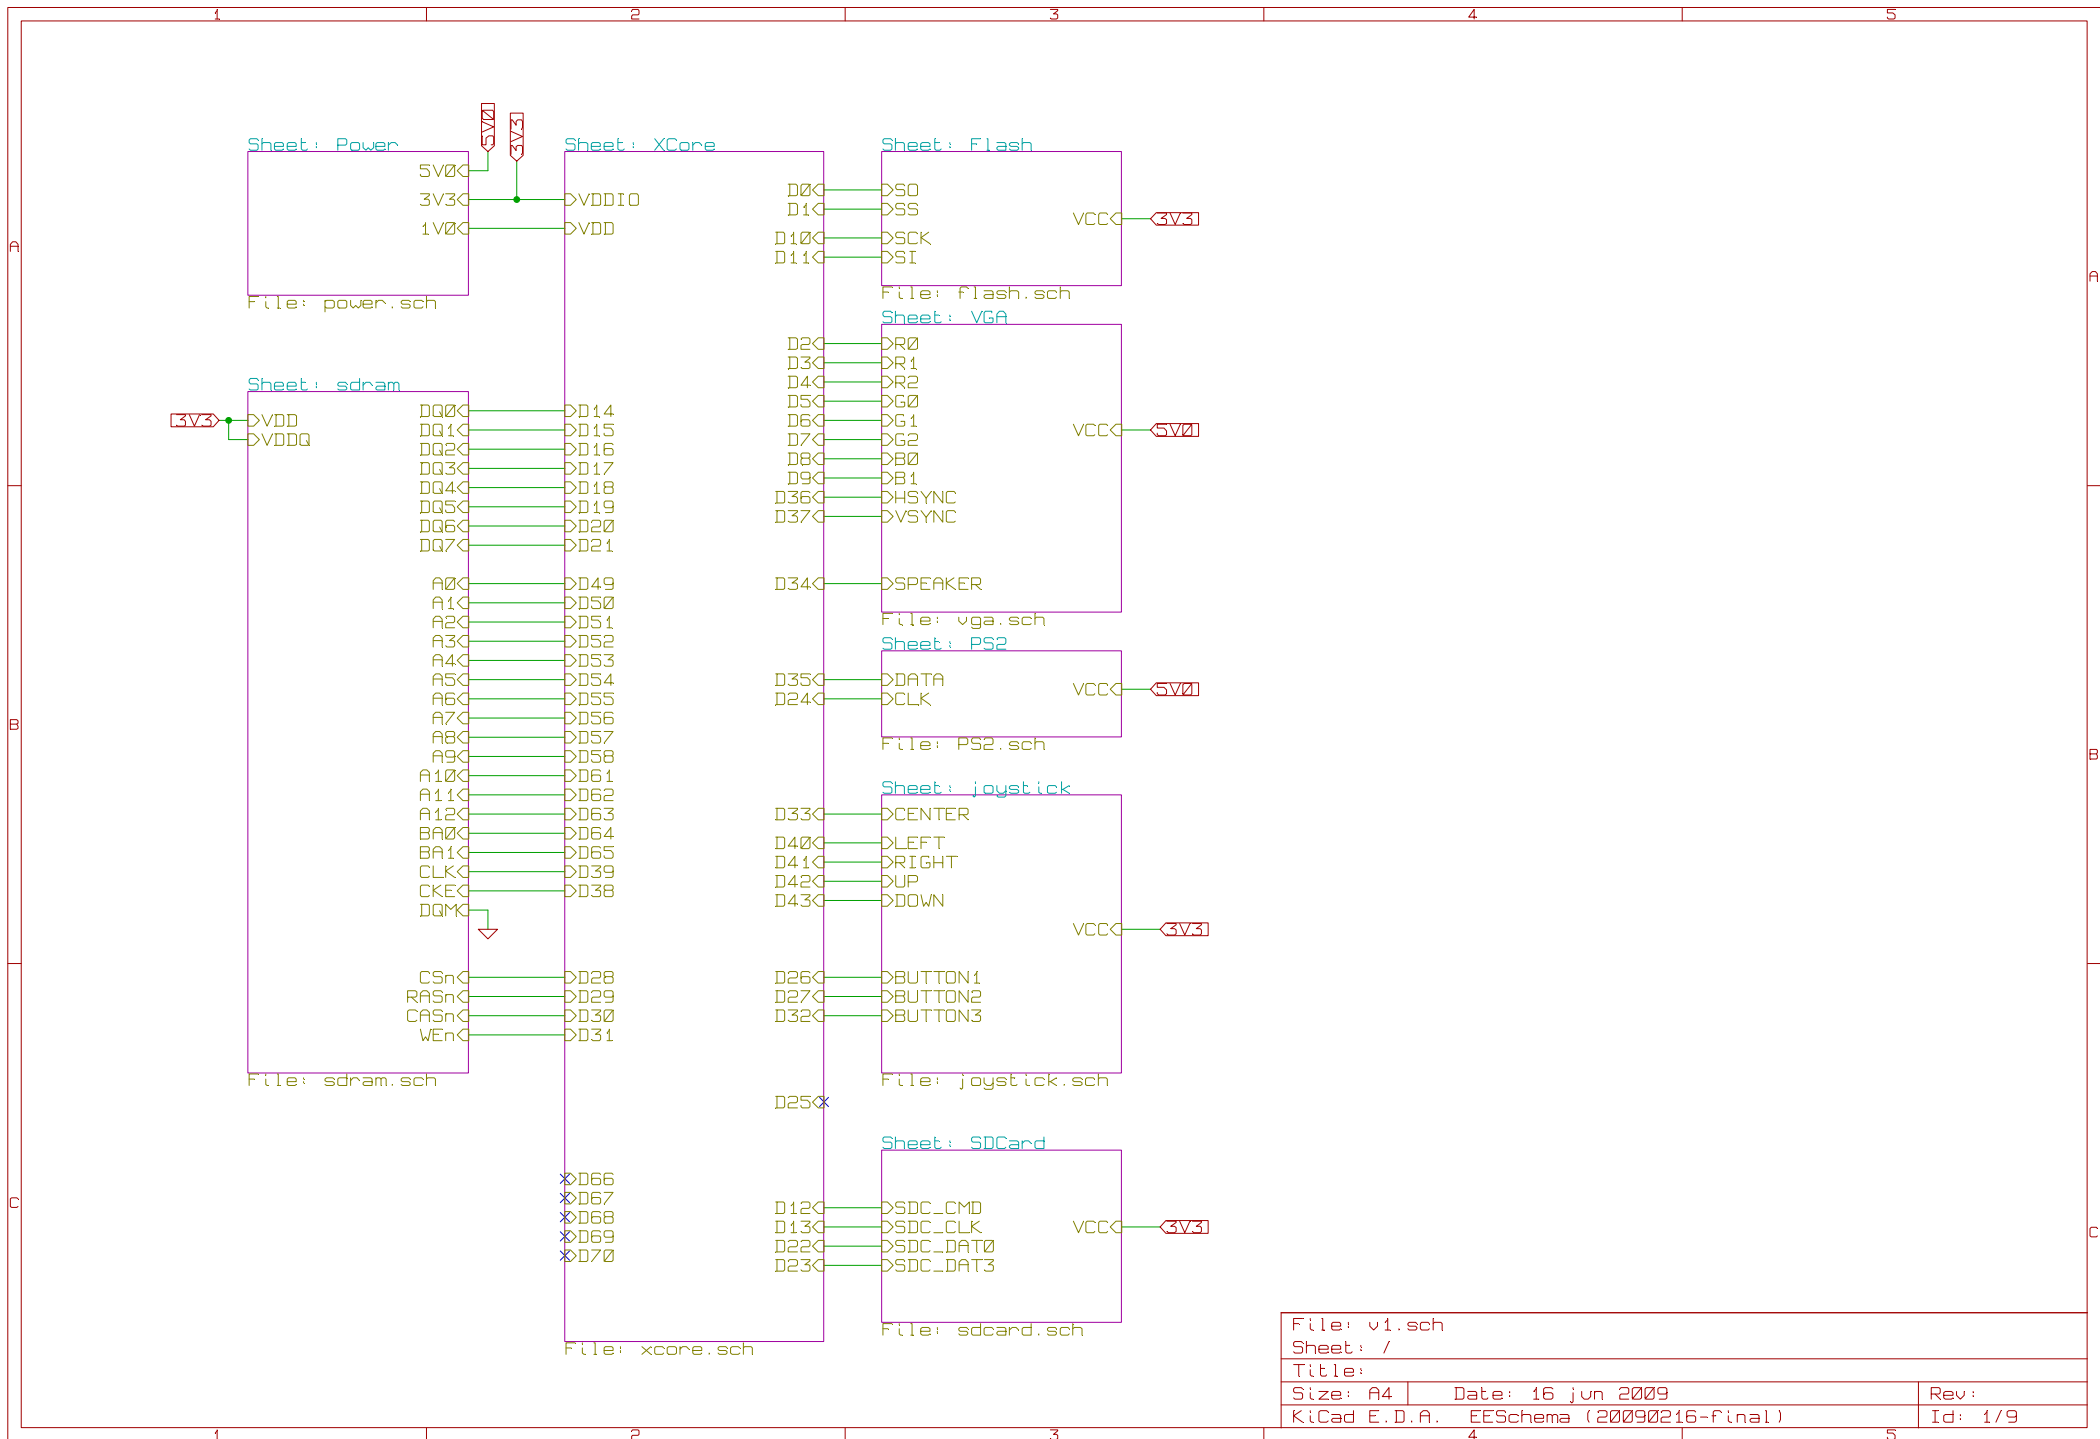 1 2 3 4 5
A
B
C
A
B
C
5V0
3V3
Sheet: Power
5V0
3V3
1V0
File: power.sch
Sheet: sdram
3V3
VDD
VDDQ
DQ0
DQ1
DQ2
DQ3
DQ4
DQ5
DQ6
DQ7
A0
A1
A2
A3
A4
A5
A6
A7
A8
A9
A10
A11
A12
BA0
BA1
CLK
CKE
DQM
CSn
RASn
CASn
WEn
File: sdram.sch
Sheet: XCore
VDDIO
VDD
D14
D15
D16
D17
D18
D19
D20
D21
D49
D50
D51
D52
D53
D54
D55
D56
D57
D58
D61
D62
D63
D64
D65
D39
D38
D28
D29
D30
D31
D66
D67
D68
D69
D70
D0
D1
D10
D11
D2
D3
D4
D5
D6
D7
D8
D9
D36
D37
D34
D35
D24
D33
D40
D41
D42
D43
D26
D27
D32
D25
D12
D13
D22
D23
File: xcore.sch
Sheet: Flash
SO
SS
SCK
SI
VCC
3V3
File: flash.sch
Sheet: VGA
R0
R1
R2
G0
G1
G2
B0
B1
HSYNC
VSYNC
SPEAKER
VCC
5V0
File: vga.sch
Sheet: PS2
DATA
CLK
VCC
5V0
File: PS2.sch
Sheet: joystick
CENTER
LEFT
RIGHT
UP
DOWN
BUTTON1
BUTTON2
BUTTON3
VCC
3V3
File: joystick.sch
Sheet: SDCard
SDC_CMD
SDC_CLK
SDC_DAT0
SDC_DAT3
VCC
3V3
File: sdcard.sch
File: v1.sch
Sheet: /
Title:
Size: A4 Date: 16 jun 2009 Rev:
KiCad E.D.A. EESchema (20090216-final) Id: 1/9
1 2 3 4 5